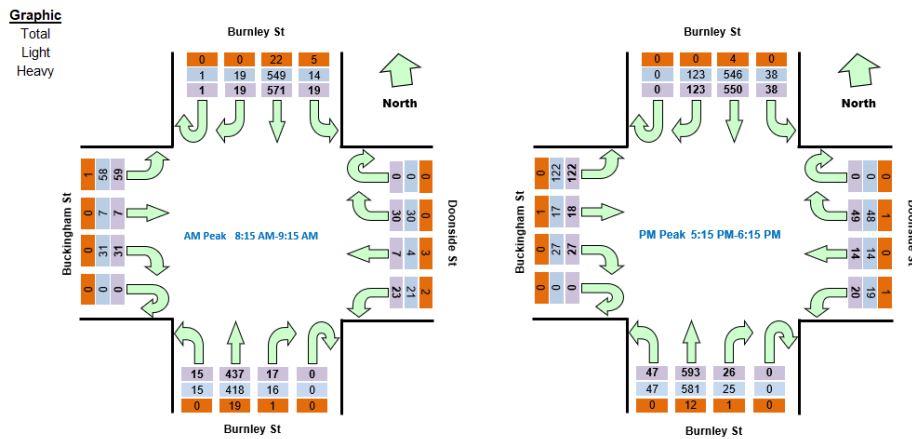 Graphic
Total
Light
Heavy
Burnley St
0 0 22 5
1 19 549 14
1 19 571 19
North
Buckingham St
1 58 59
0 7 7
0 31 31
0 0 0
AM Peak 8:15 AM-9:15 AM
0 0 0
30 30 0
7 4 3
23 21 2
Doonside St
15 437 17 0
15 418 16 0
0 19 1 0
Burnley St
Burnley St
0 0 4 0
0 123 546 38
0 123 550 38
North
Buckingham St
0 122 122
1 17 18
0 27 27
0 0 0
PM Peak 5:15 PM-6:15 PM
0 0 0
49 48 1
14 14 0
20 19 1
Doonside St
47 593 26 0
47 581 25 0
0 12 1 0
Burnley St